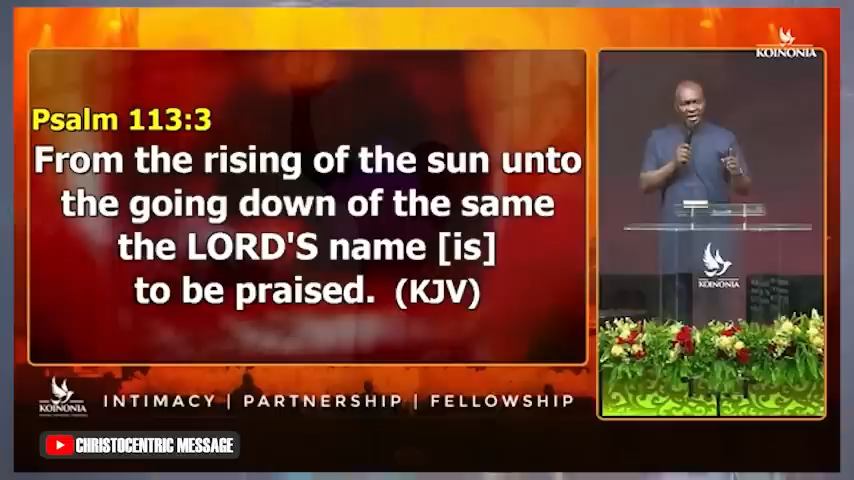 Psalm 113:3
From the rising of the sun unto
the going down of the same
the LORD'S name [is]
to be praised. (KJV)
KOINONIA
KOINONIA
KOINONIA
INTIMACY | PARTNERSHIP | FELLOWSHIP
CHRISTOCENTRIC MESSAGE